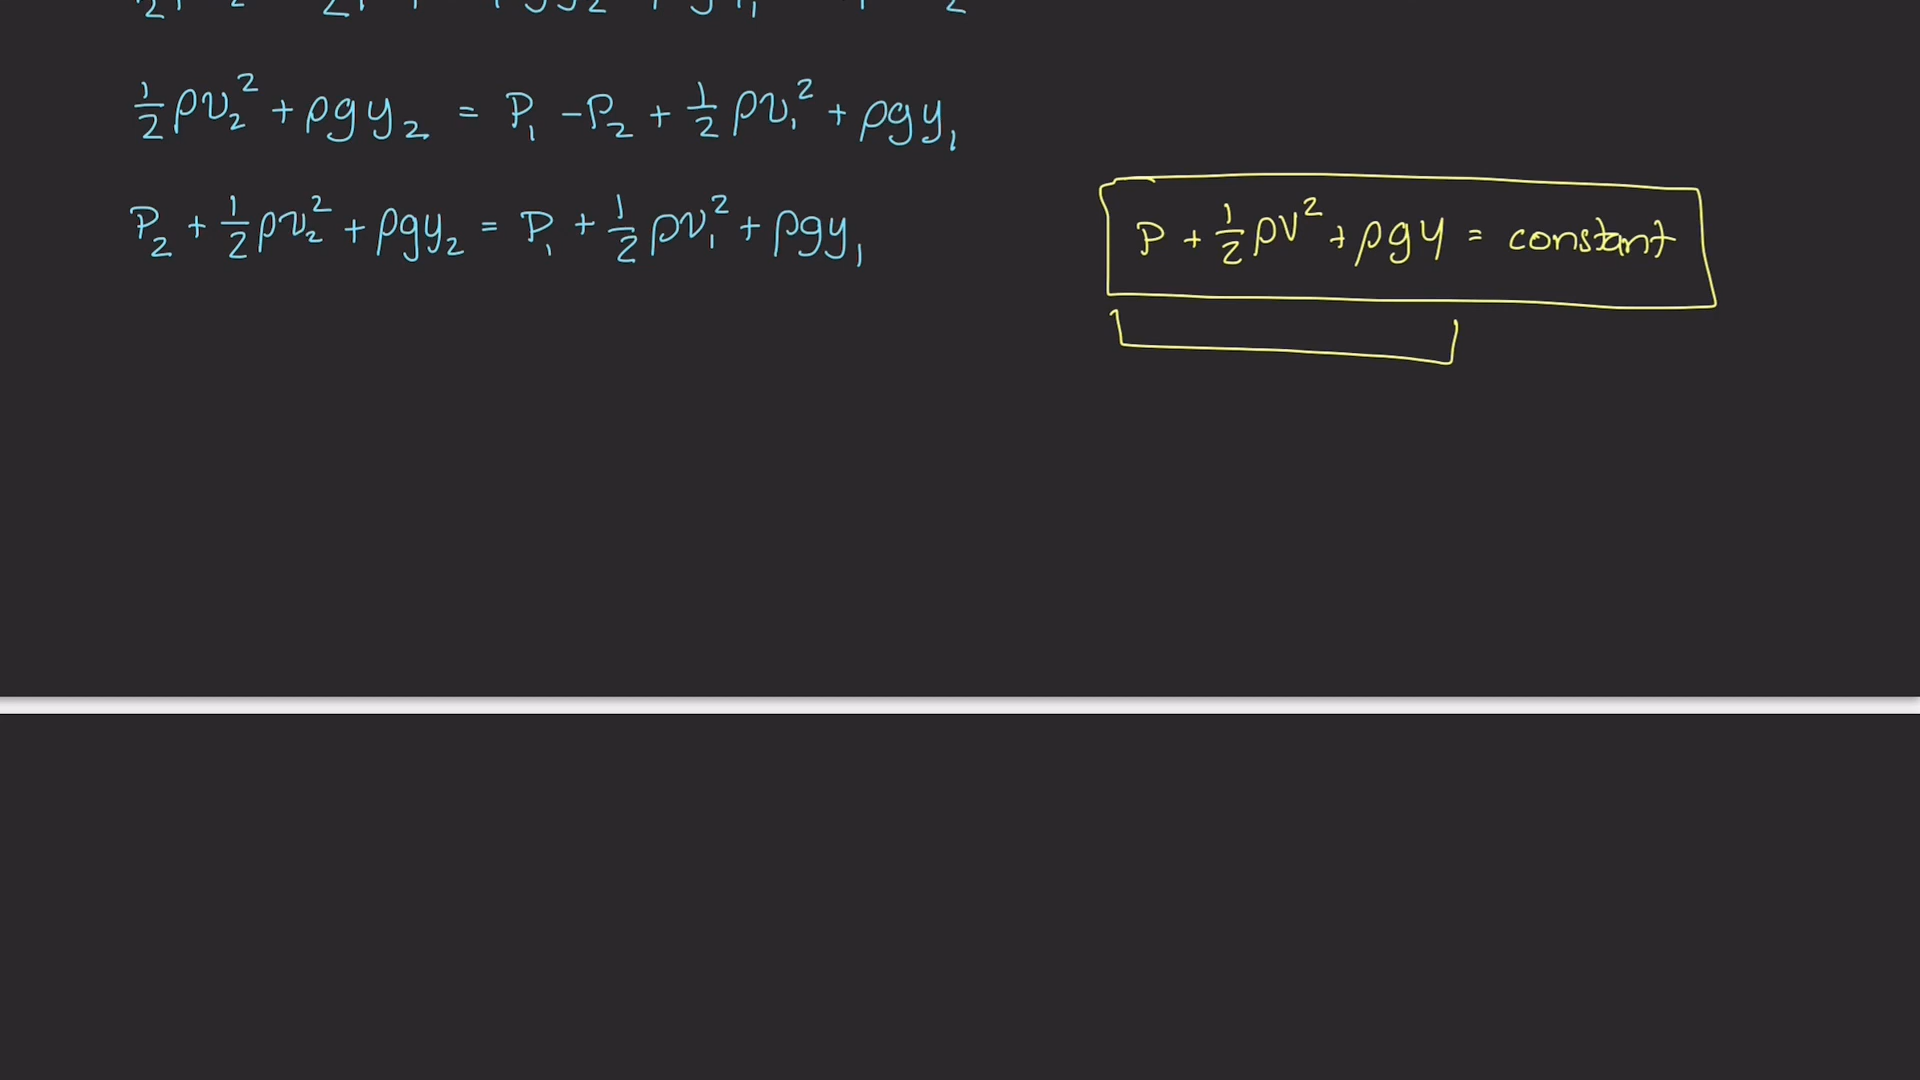 ½ρv₂² + ρgy₂ = P₁ - P₂ + ½ρv₁² + ρgy₁
P₂ + ½ρv₂² + ρgy₂ = P₁ + ½ρv₁² + ρgy₁
P + ½ρv² + ρgy = constant